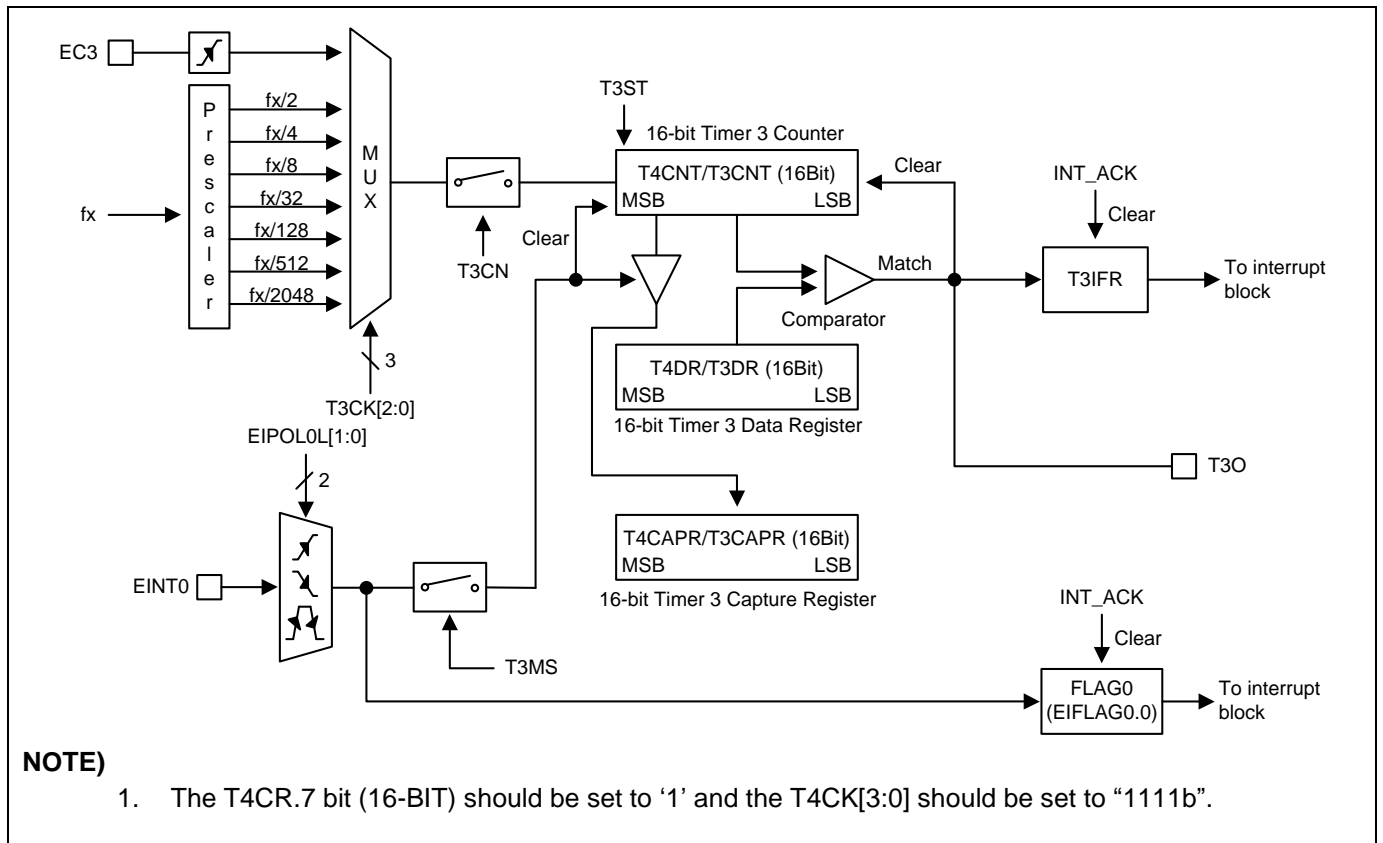 EC3
Prescaler
fx
fx/2
fx/4
fx/8
fx/32
fx/128
fx/512
fx/2048
MUX
3
T3CK[2:0]
T3CN
T3ST
16-bit Timer 3 Counter
T4CNT/T3CNT (16Bit)
MSB LSB
Clear
Clear
Match
Comparator
INT_ACK
Clear
T3IFR
To interrupt
block
T4DR/T3DR (16Bit)
MSB LSB
16-bit Timer 3 Data Register
T3O
EIPOL0L[1:0]
2
EINT0
T3MS
T4CAPR/T3CAPR (16Bit)
MSB LSB
16-bit Timer 3 Capture Register
INT_ACK
Clear
FLAG0
(EIFLAG0.0)
To interrupt
block
NOTE)
1. The T4CR.7 bit (16-BIT) should be set to ‘1’ and the T4CK[3:0] should be set to “1111b”.